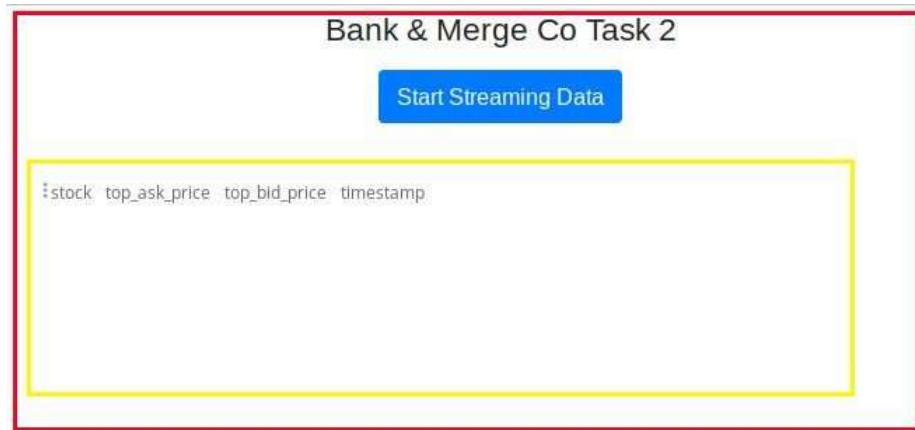 Bank & Merge Co Task 2
Start Streaming Data
stock top_ask_price top_bid_price timestamp